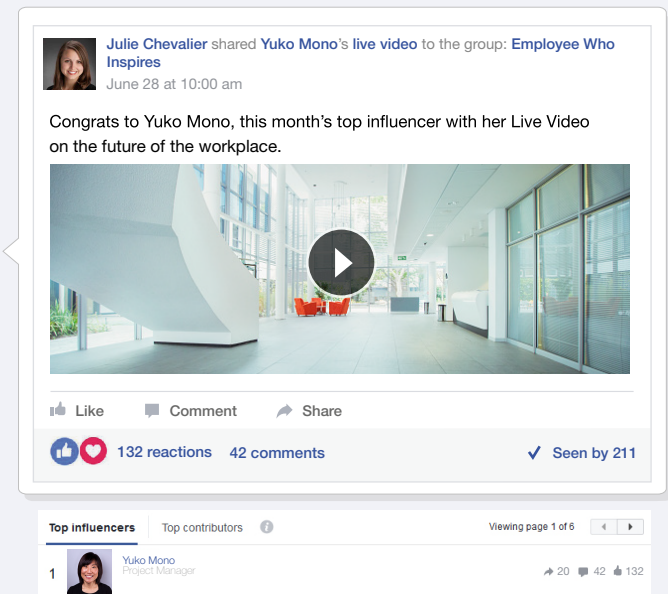 Julie Chevalier shared Yuko Mono's live video to the group: Employee Who
Inspires
June 28 at 10:00 am
Congrats to Yuko Mono, this month's top influencer with her Live Video
on the future of the workplace.
Like Comment Share
132 reactions 42 comments Seen by 211
Top influencers Top contributors i Viewing page 1 of 6
1 Yuko Mono
Project Manager
20 42 132